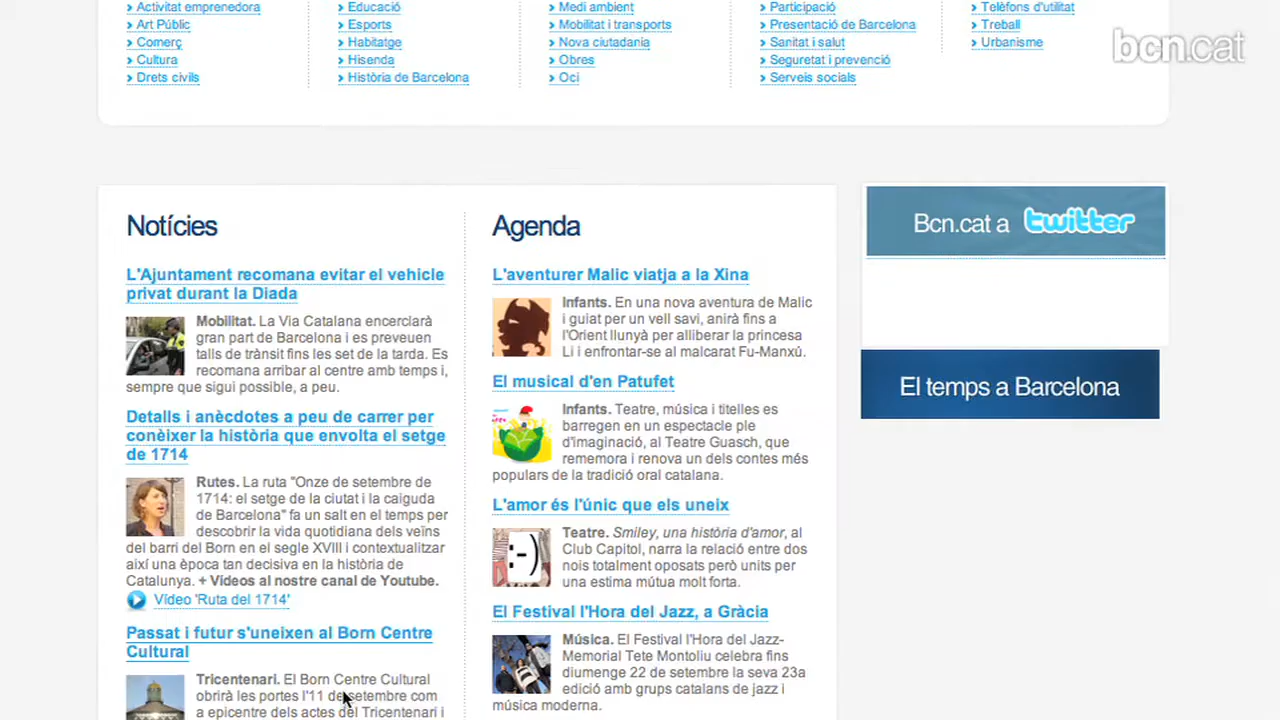 Activitat emprenedora
Art Públic
Comerç
Cultura
Drets civils
Educació
Esports
Habitatge
Hisenda
Història de Barcelona
Medi ambient
Mobilitat i transports
Nova ciutadania
Obres
Oci
Participació
Presentació de Barcelona
Sanitat i salut
Seguretat i prevenció
Serveis socials
Telèfons d'utilitat
Treball
Urbanisme
bcn.cat
Notícies
L'Ajuntament recomana evitar el vehicle
privat durant la Diada
Mobilitat. La Via Catalana encerclarà
gran part de Barcelona i es preveuen
talls de trànsit fins les set de la tarda. Es
recomana arribar al centre amb temps i,
sempre que sigui possible, a peu.
Detalls i anècdotes a peu de carrer per
conèixer la història que envolta el setge
de 1714
Rutes. La ruta "Onze de setembre de
1714: el setge de la ciutat i la caiguda
de Barcelona" fa un salt en el temps per
descobrir la vida quotidiana dels veïns
del barri del Born en el segle XVIII i contextualitzar
així una època tan decisiva en la història de
Catalunya. + Vídeos al nostre canal de Youtube.
Vídeo 'Ruta del 1714'
Passat i futur s'uneixen al Born Centre
Cultural
Tricentenari. El Born Centre Cultural
obrirà les portes l'11 de setembre com
a epicentre dels actes del Tricentenari i
Agenda
L'aventurer Malic viatja a la Xina
Infants. En una nova aventura de Malic
i guiat per un vell savi, anirà fins a
l'Orient llunyà per alliberar la princesa
Li i enfrontar-se al malcarat Fu-Manxú.
El musical d'en Patufet
Infants. Teatre, música i titelles es
barregen en un espectacle ple
d'imaginació, al Teatre Guasch, que
rememora i renova un dels contes més
populars de la tradició oral catalana.
L'amor és l'únic que els uneix
Teatre. Smiley, una història d'amor, al
Club Capitol, narra la relació entre dos
nois totalment oposats però units per
una estima mútua molt forta.
El Festival l'Hora del Jazz, a Gràcia
Música. El Festival l'Hora del Jazz-
Memorial Tete Montoliu celebra fins
diumenge 22 de setembre la seva 23a
edició amb grups catalans de jazz i
música moderna.
Bcn.cat a twitter
El temps a Barcelona